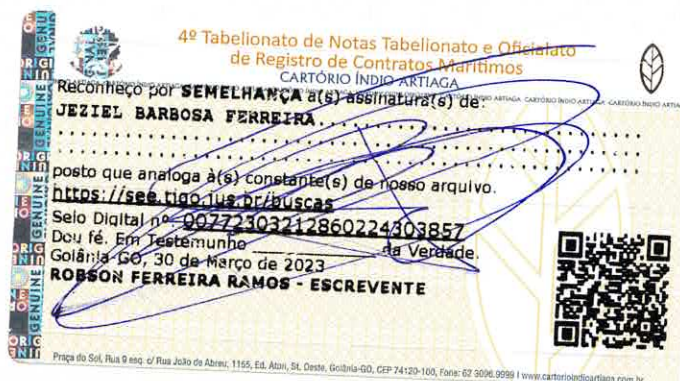 4º Tabelionato de Notas Tabelionato e Oficialato
de Registro de Contratos Marítimos
CARTÓRIO ÍNDIO ARTIAGA
Reconheço por SEMELHANÇA a(s) assinatura(s) de:
JEZIEL BARBOSA FERREIRA
posto que analoga à(s) constante(s) de nosso arquivo.
https://see.tjgo.jus.br/buscas
Selo Digital nº 00772303212860224303857
Dou fé. Em Testemunho ____________ da Verdade.
Goiânia-GO, 30 de Março de 2023
ROBSON FERREIRA RAMOS - ESCREVENTE
Praça do Sol, Rua 9 esq. c/ Rua João de Abreu, 1155, Ed. Aton, St. Oeste, Goiânia-GO, CEP 74120-100, Fone: 62 3096.9999 | www.cartorioindioartiaga.com.br
GENUINE